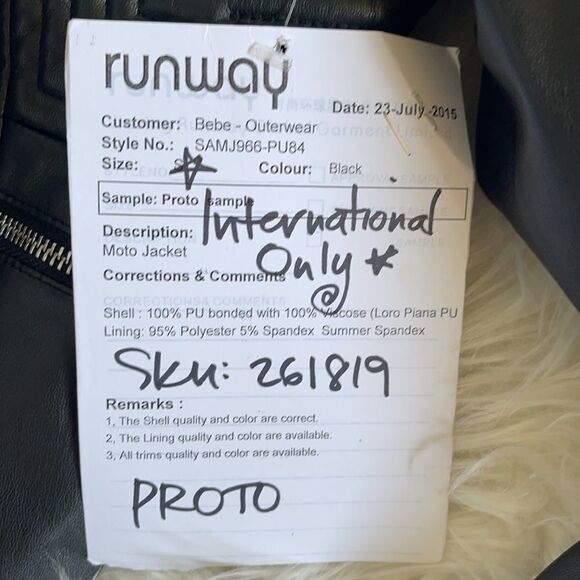 runway
Date: 23-July-2015
Customer: Bebe - Outerwear
Style No.: SAMJ966-PU84
Size: Colour: Black
Sample: Proto sample
International
Description:
Moto Jacket
Only *
Corrections & Comments
Shell : 100% PU bonded with 100% Viscose (Loro Piana PU
Lining: 95% Polyester 5% Spandex Summer Spandex
SKU: 261819
Remarks :
1, The Shell quality and color are correct.
2, The Lining quality and color are available.
3, All trims quality and color are available.
PROTO